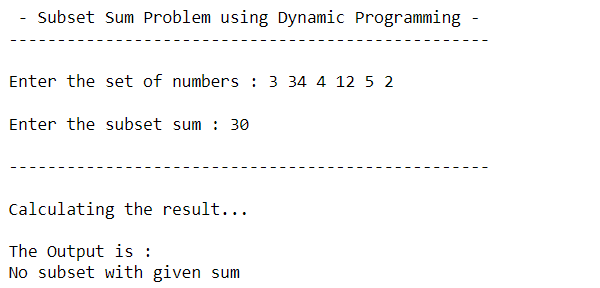 - Subset Sum Problem using Dynamic Programming -
--------------------------------------------------
Enter the set of numbers : 3 34 4 12 5 2
Enter the subset sum : 30
--------------------------------------------------
Calculating the result...
The Output is :
No subset with given sum